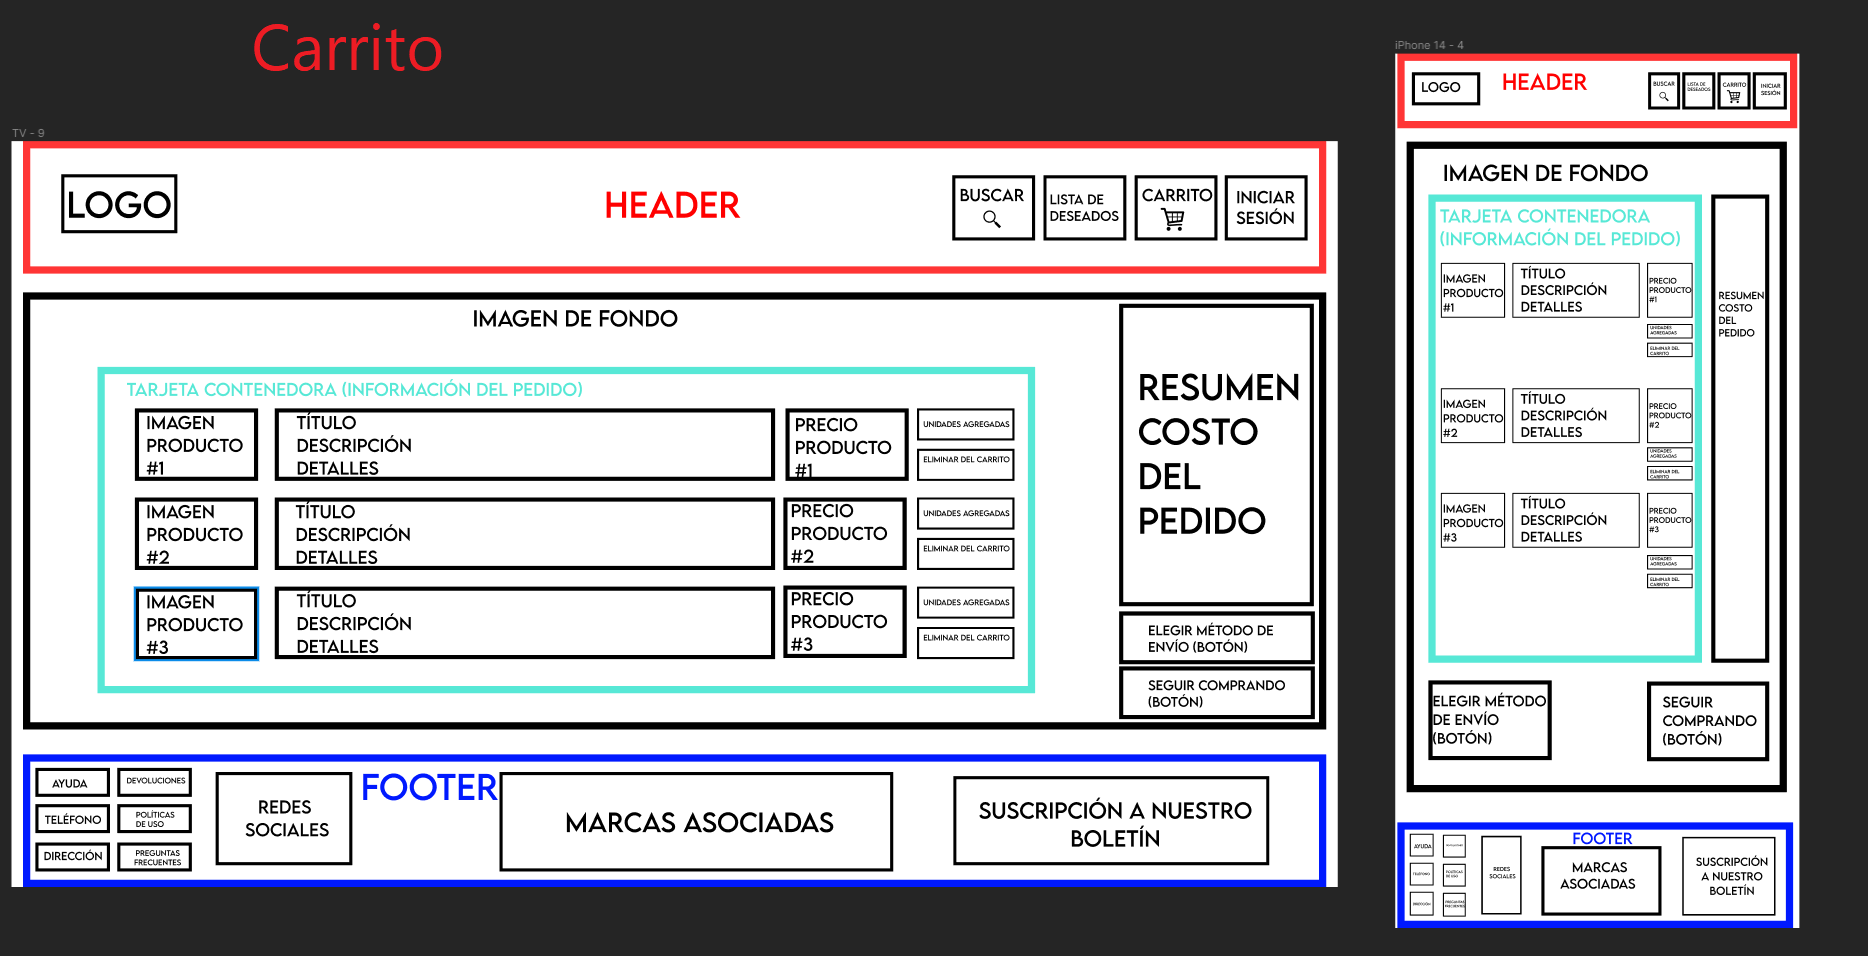 Carrito
TV - 9
LOGO
HEADER
BUSCAR
LISTA DE
DESEADOS
CARRITO
INICIAR
SESIÓN
IMAGEN DE FONDO
TARJETA CONTENEDORA (INFORMACIÓN DEL PEDIDO)
IMAGEN
PRODUCTO
#1
TÍTULO
DESCRIPCIÓN
DETALLES
PRECIO
PRODUCTO
#1
UNIDADES AGREGADAS
ELIMINAR DEL CARRITO
IMAGEN
PRODUCTO
#2
TÍTULO
DESCRIPCIÓN
DETALLES
PRECIO
PRODUCTO
#2
UNIDADES AGREGADAS
ELIMINAR DEL CARRITO
IMAGEN
PRODUCTO
#3
TÍTULO
DESCRIPCIÓN
DETALLES
PRECIO
PRODUCTO
#3
UNIDADES AGREGADAS
ELIMINAR DEL CARRITO
RESUMEN
COSTO
DEL
PEDIDO
ELEGIR MÉTODO DE
ENVÍO (BOTÓN)
SEGUIR COMPRANDO
(BOTÓN)
AYUDA
DEVOLUCIONES
TELÉFONO
POLÍTICAS
DE USO
DIRECCIÓN
PREGUNTAS
FRECUENTES
REDES
SOCIALES
FOOTER
MARCAS ASOCIADAS
SUSCRIPCIÓN A NUESTRO
BOLETÍN
iPhone 14 - 4
LOGO
HEADER
BUSCAR
LISTA DE
DESEADOS
CARRITO
INICIAR
SESIÓN
IMAGEN DE FONDO
TARJETA CONTENEDORA
(INFORMACIÓN DEL PEDIDO)
IMAGEN
PRODUCTO
#1
TÍTULO
DESCRIPCIÓN
DETALLES
PRECIO
PRODUCTO
#1
UNIDADES
AGREGADAS
ELIMINAR DEL
CARRITO
IMAGEN
PRODUCTO
#2
TÍTULO
DESCRIPCIÓN
DETALLES
PRECIO
PRODUCTO
#2
UNIDADES
AGREGADAS
ELIMINAR DEL
CARRITO
IMAGEN
PRODUCTO
#3
TÍTULO
DESCRIPCIÓN
DETALLES
PRECIO
PRODUCTO
#3
UNIDADES
AGREGADAS
ELIMINAR DEL
CARRITO
RESUMEN
COSTO
DEL
PEDIDO
ELEGIR MÉTODO
DE ENVÍO
(BOTÓN)
SEGUIR
COMPRANDO
(BOTÓN)
FOOTER
AYUDA
TELÉFONO
POLÍTICAS
DE USO
DIRECCIÓN
PREGUNTAS
FRECUENTES
REDES
SOCIALES
MARCAS
ASOCIADAS
SUSCRIPCIÓN
A NUESTRO
BOLETÍN